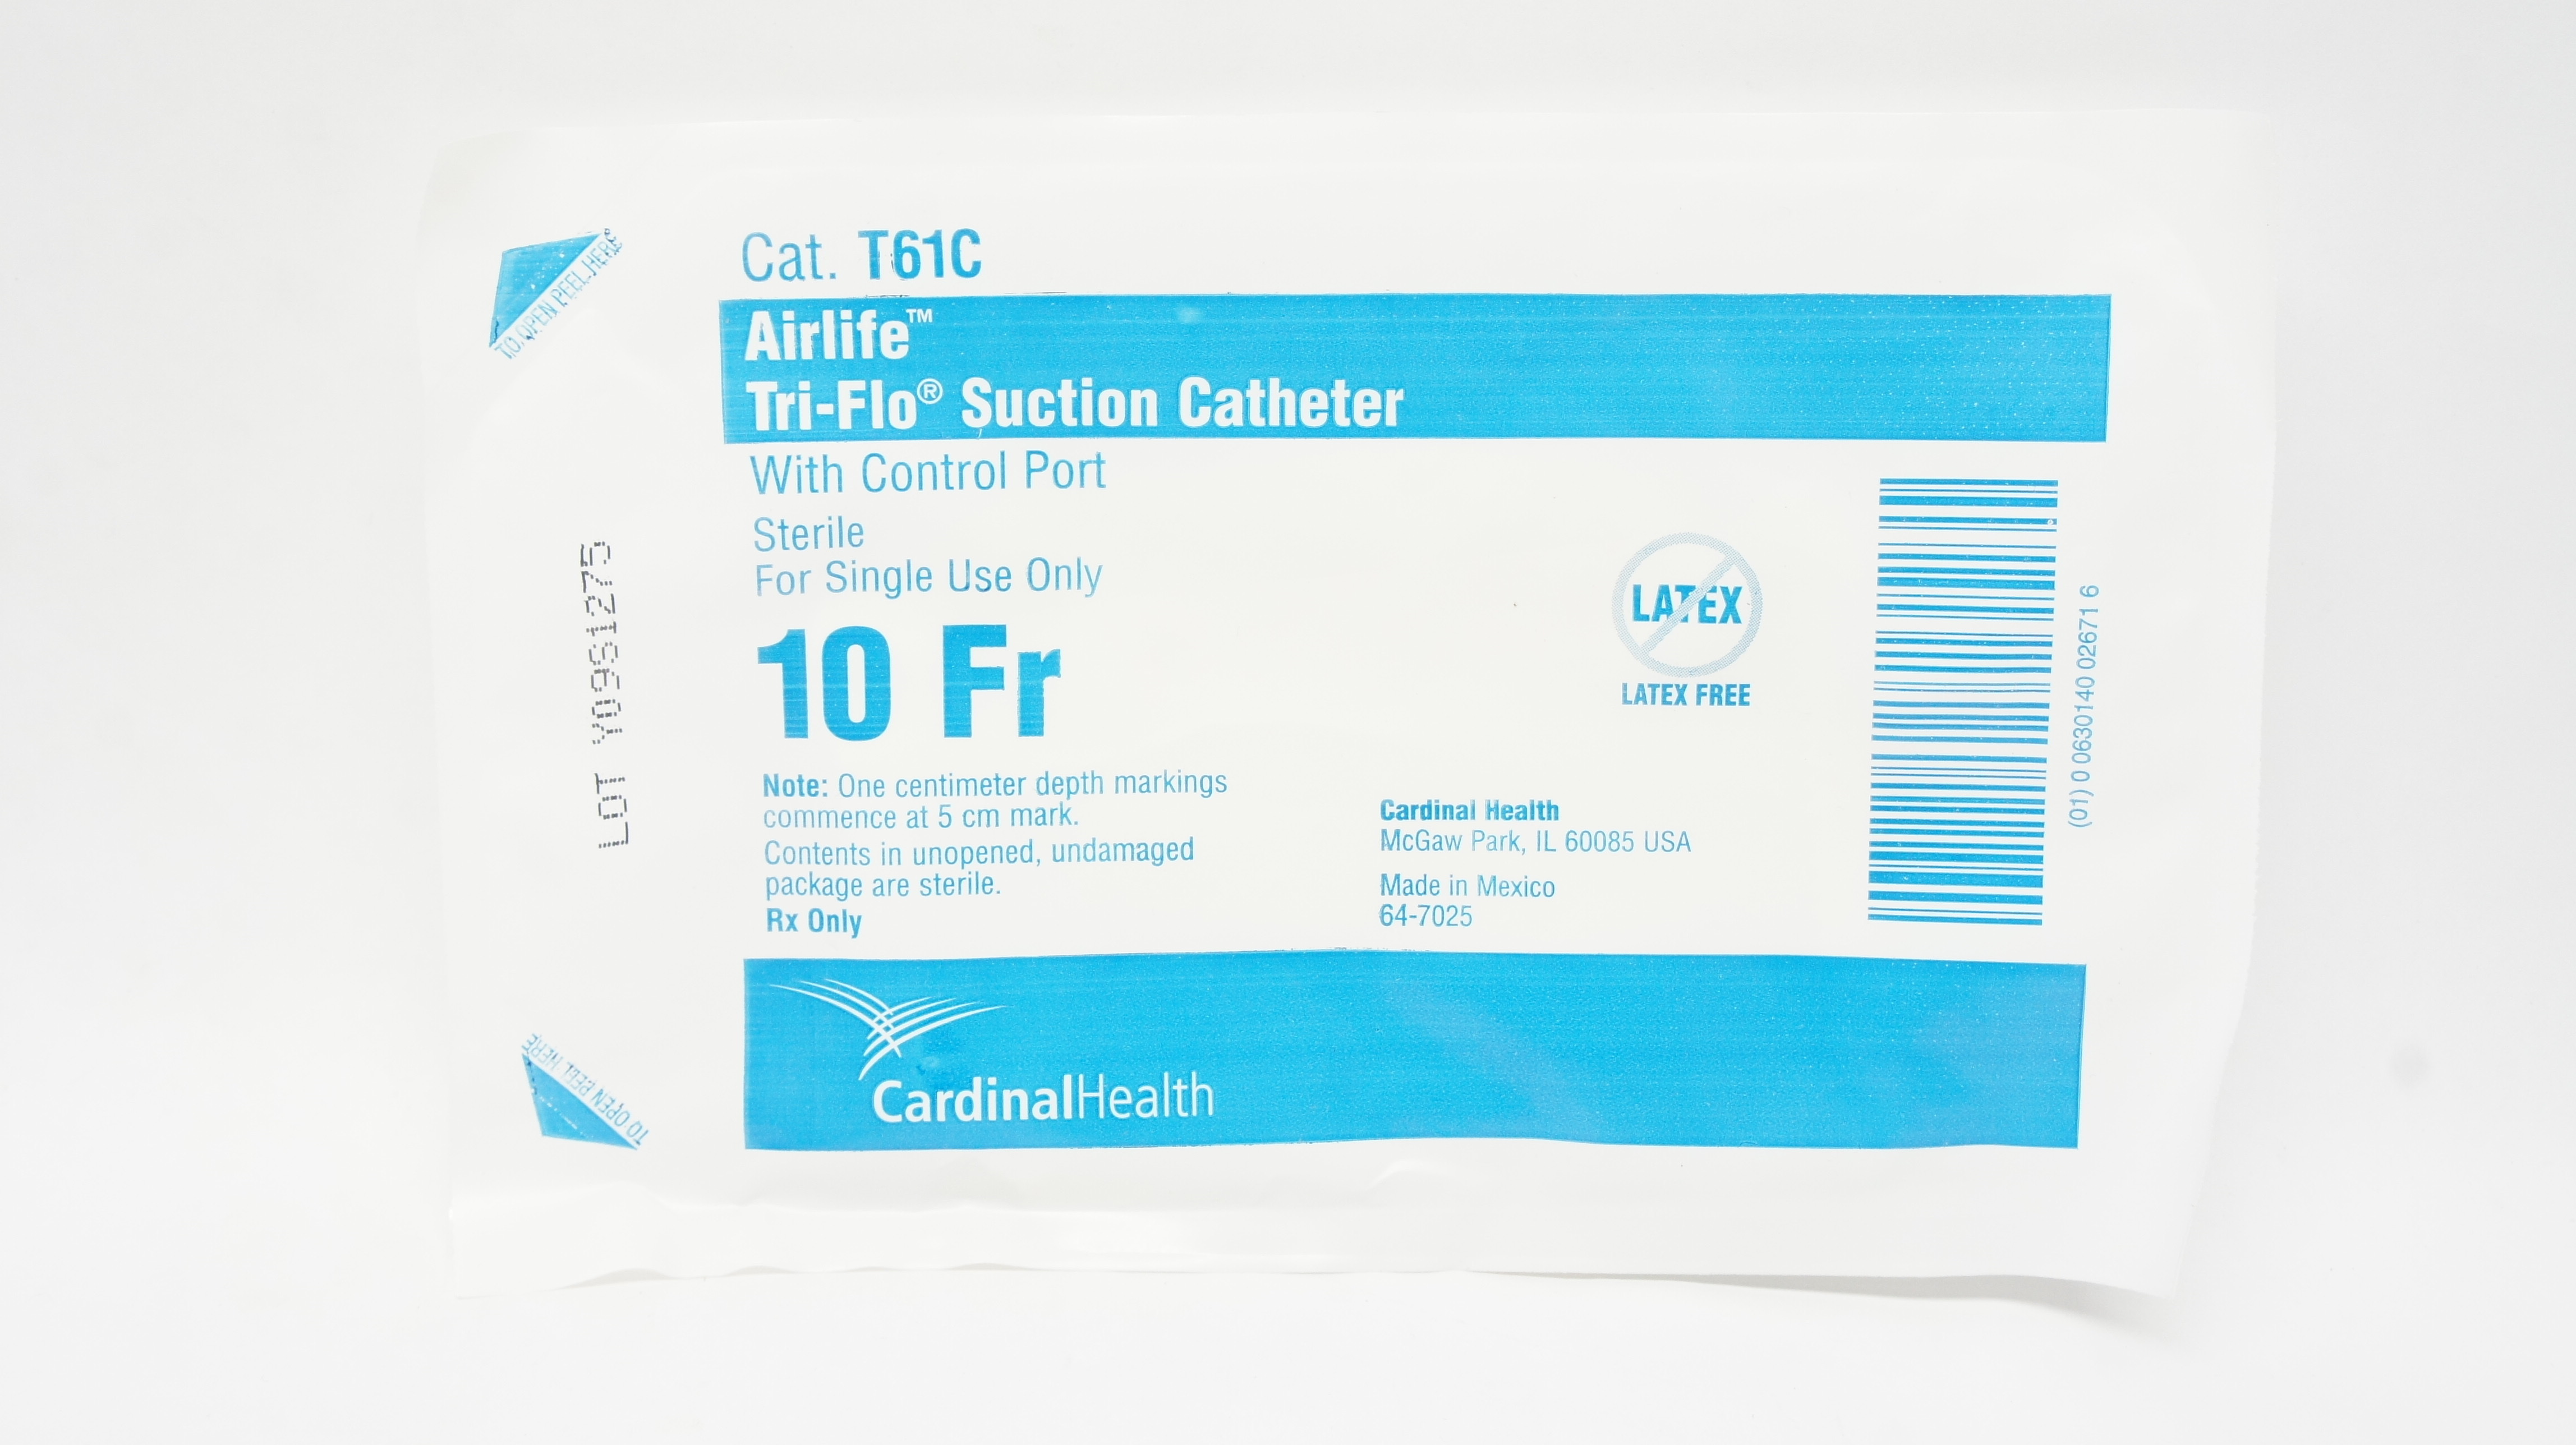 Cat. T61C
Airlife™
Tri-Flo® Suction Catheter
With Control Port
Sterile
For Single Use Only
10 Fr
Note: One centimeter depth markings
commence at 5 cm mark.
Contents in unopened, undamaged
package are sterile.
Rx Only
LATEX
LATEX FREE
Cardinal Health
McGaw Park, IL 60085 USA
Made in Mexico
64-7025
(01) 0 0630140 02671 6
CardinalHealth
TO OPEN PEEL HERE
LOT Y09S1275
TO OPEN PEEL HERE